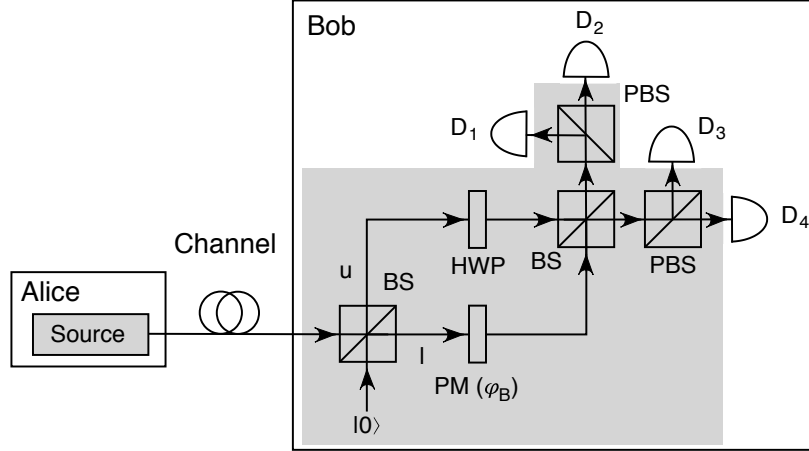 Bob
D2
PBS
D1
D3
D4
Channel
HWP
BS
PBS
u
BS
Alice
Source
l
PM (φB)
|0⟩